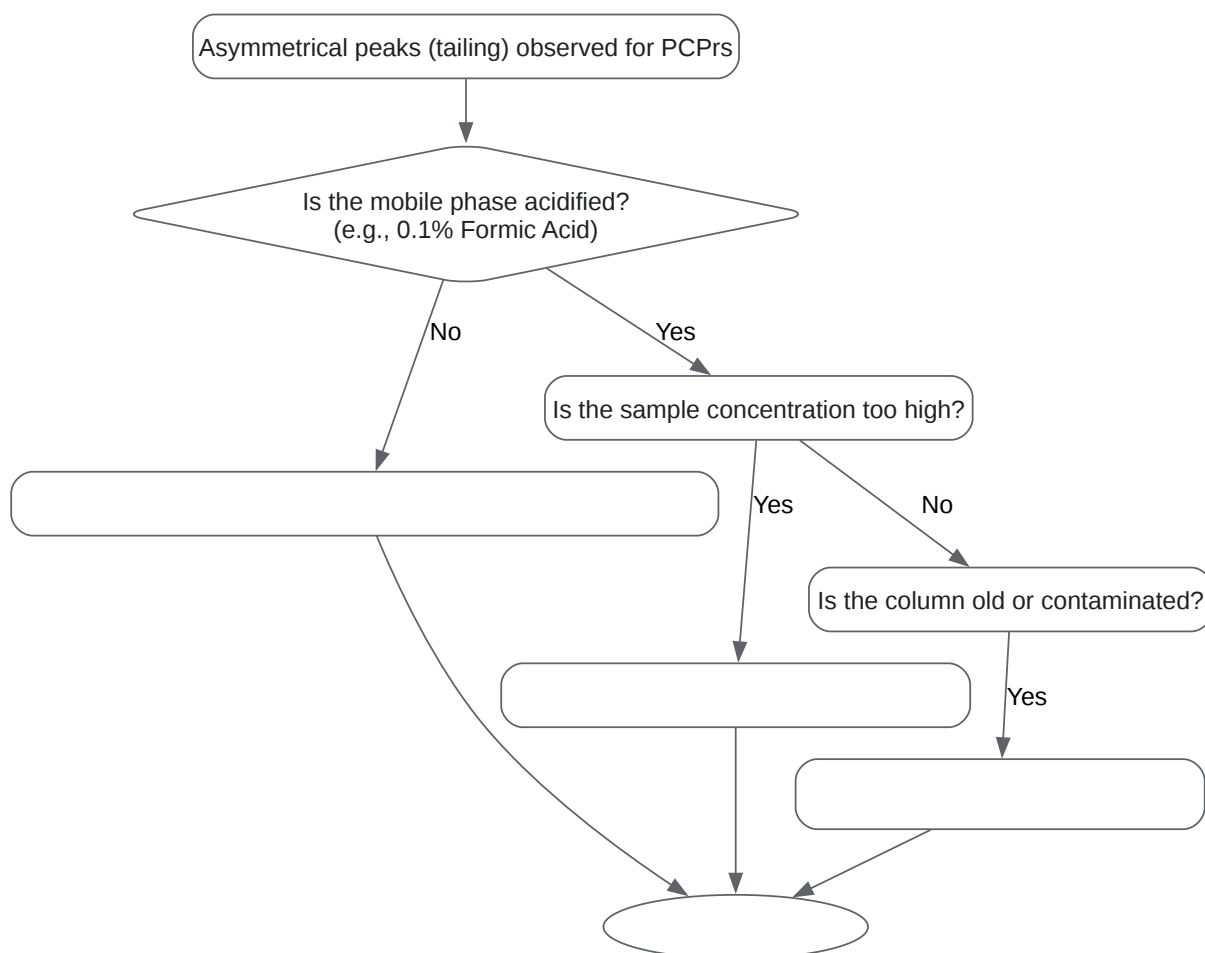 Asymmetrical peaks (tailing) observed for PCPrs
Is the mobile phase acidified?
(e.g., 0.1% Formic Acid)
No
Yes
Is the sample concentration too high?
Yes
No
Is the column old or contaminated?
Yes